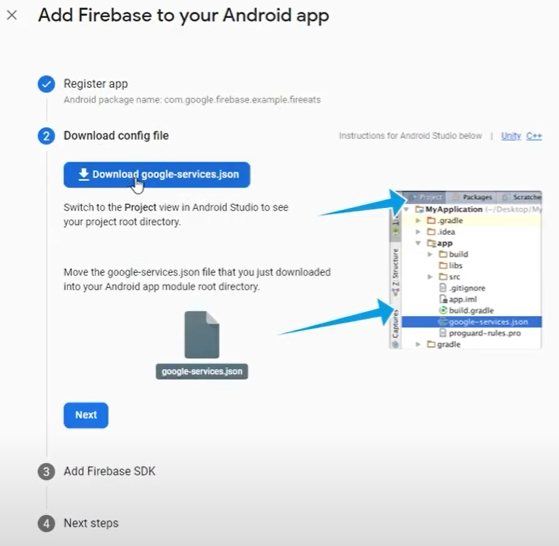 Add Firebase to your Android app
Register app
Android package name: com.google.firebase.example.fireeats
2 Download config file
Instructions for Android Studio below | Unity C++
Download google-services.json
Switch to the Project view in Android Studio to see
your project root directory.
Move the google-services.json file that you just downloaded
into your Android app module root directory.
google-services.json
Next
Project Packages Scratche
MyApplication (~/Desktop/My
.gradle
.idea
app
build
libs
src
.gitignore
app.iml
build.gradle
google-services.json
proguard-rules.pro
gradle
Z: Structure
Captures
3 Add Firebase SDK
4 Next steps